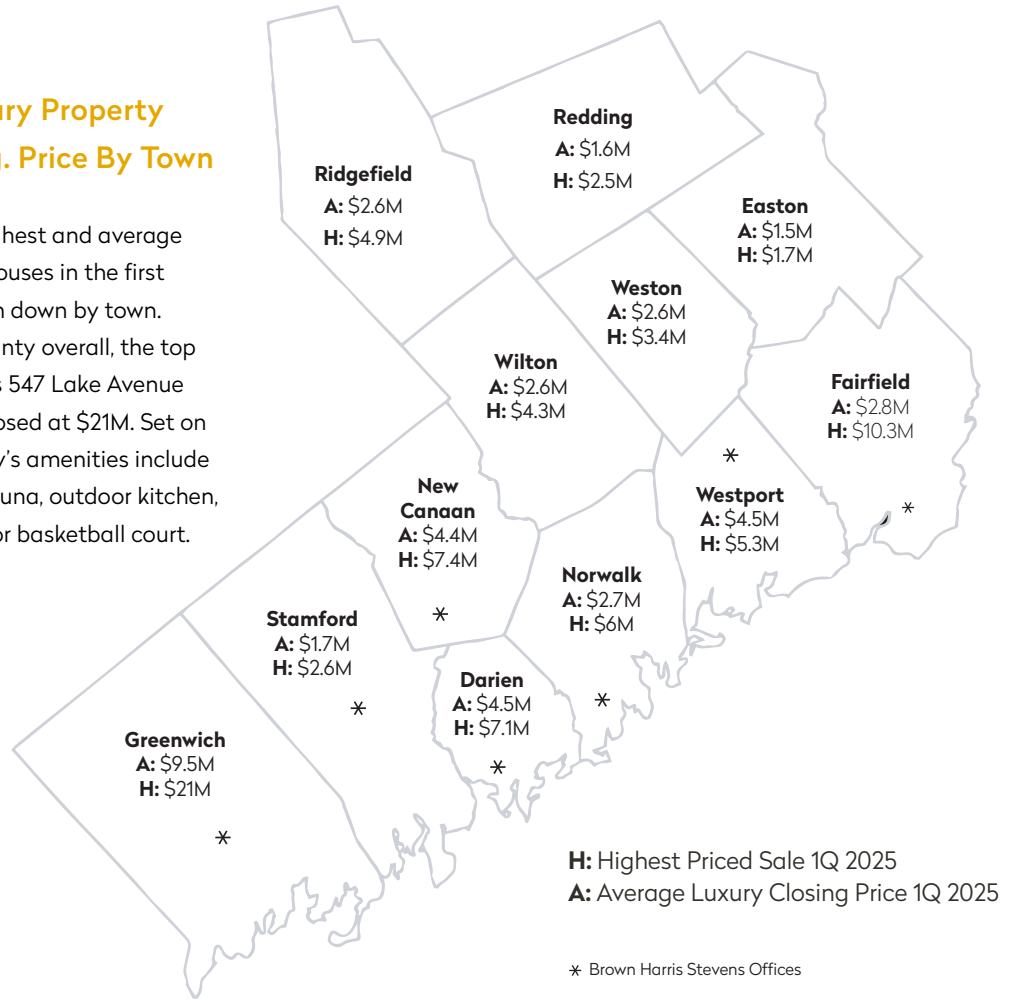 Property
Price By Town
hest and average
ouses in the first
down by town.
nty overall, the top
547 Lake Avenue
osed at $21M. Set on
y's amenities include
una, outdoor kitchen,
or basketball court.
Ridgefield
A: $2.6M
H: $4.9M
Redding
A: $1.6M
H: $2.5M
Easton
A: $1.5M
H: $1.7M
Weston
A: $2.6M
H: $3.4M
Wilton
A: $2.6M
H: $4.3M
Fairfield
A: $2.8M
H: $10.3M
New
Canaan
A: $4.4M
H: $7.4M
Westport
A: $4.5M
H: $5.3M
Norwalk
A: $2.7M
H: $6M
Stamford
A: $1.7M
H: $2.6M
Darien
A: $4.5M
H: $7.1M
Greenwich
A: $9.5M
H: $21M
H: Highest Priced Sale 1Q 2025
A: Average Luxury Closing Price 1Q 2025
* Brown Harris Stevens Offices